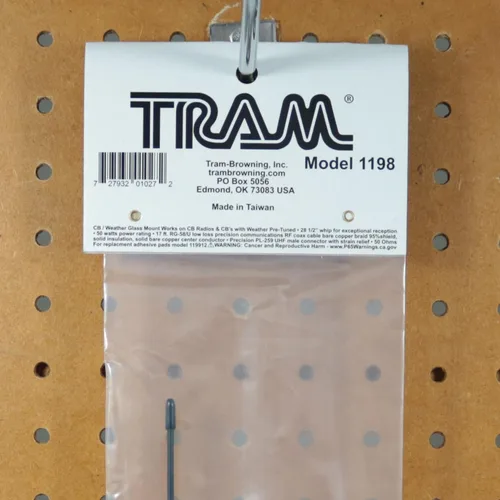 TRAM®
Model 1198
Tram-Browning, Inc.
trambrowning.com
PO Box 5056
Edmond, OK 73083 USA
Made in Taiwan
7 27932 01027 2
CB / Weather Glass Mount Works on CB Radios & CB's with Weather Pre-Tuned • 28 1/2" whip for exceptional reception
• 50 watts power rating • 17 ft. RG-58/U low loss precision communications RF coax cable bare copper braid 95%shield,
solid insulation, solid bare copper center conductor • Precision PL-259 UHF male connector with strain relief • 50 Ohms
For replacement adhesive pads model 119912 ⚠WARNING: Cancer and Reproductive Harm - www.P65Warnings.ca.gov